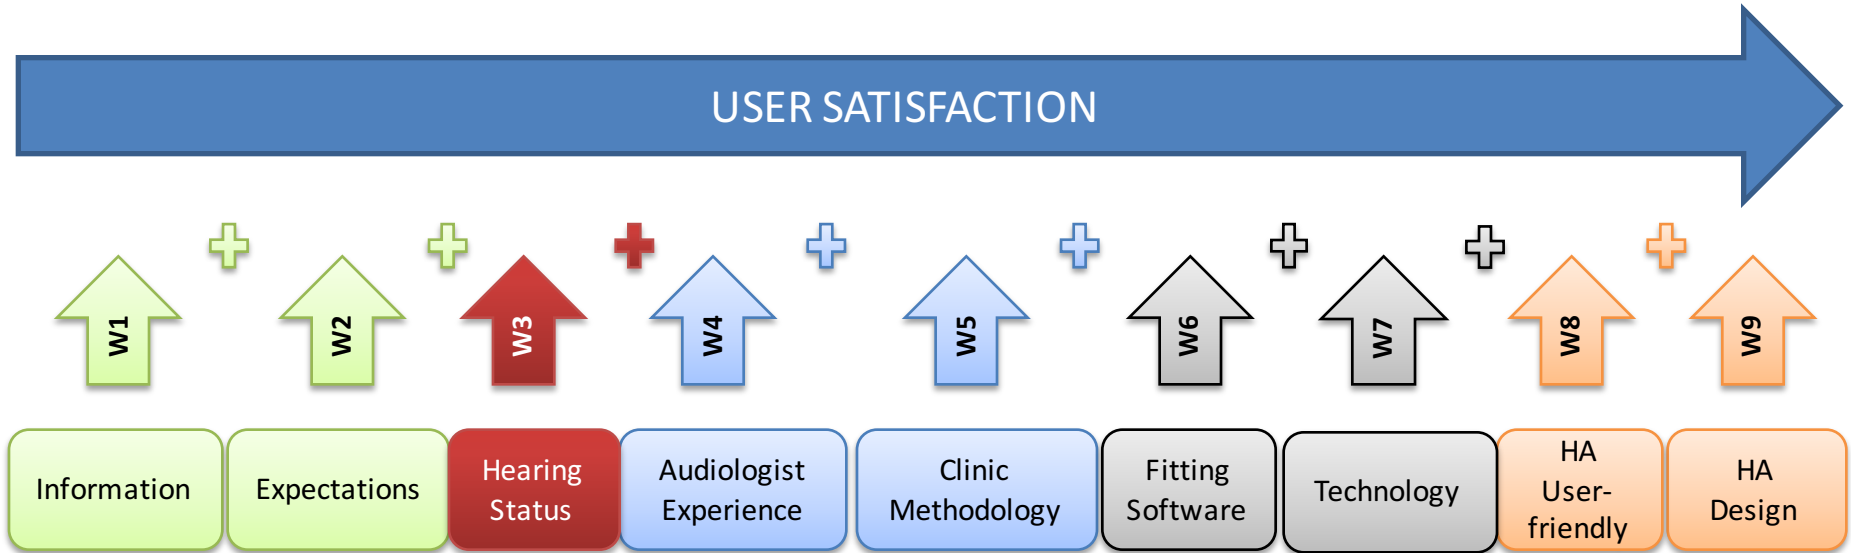 USER SATISFACTION
W1
W2
W3
W4
W5
W6
W7
W8
W9
Information
Expectations
Hearing
Status
Audiologist
Experience
Clinic
Methodology
Fitting
Software
Technology
HA
User-
friendly
HA
Design